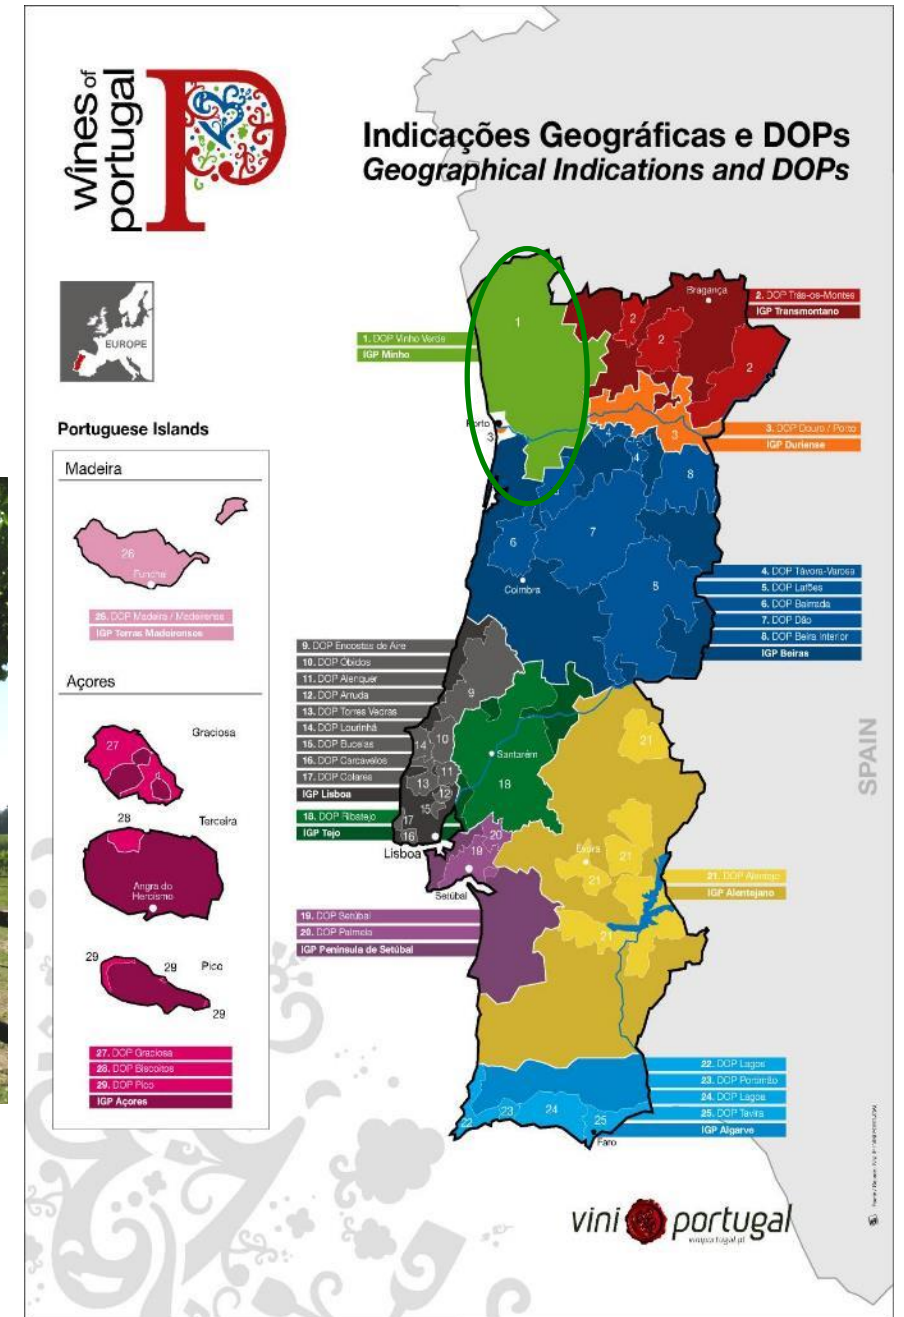 wines of
portugal
Indicações Geográficas e DOPs
Geographical Indications and DOPs
EUROPE
Portuguese Islands
Madeira
26
Funchal
26. DOP Madeira / Madeirense
IGP Terras Madeirenses
Açores
27
Graciosa
28
Terceira
Angra do
Heroísmo
29
29
Pico
29
27. DOP Graciosa
28. DOP Biscoitos
29. DOP Pico
IGP Açores
1. DOP Vinho Verde
IGP Minho
1
Bragança
2
2
2
2. DOP Trás-os-Montes
IGP Transmontano
Porto
3
3
3. DOP Douro / Porto
IGP Duriense
4
4
8
7
6
Coimbra
8
4. DOP Távora-Varosa
5. DOP Lafões
6. DOP Bairrada
7. DOP Dão
8. DOP Beira Interior
IGP Beiras
9. DOP Encostas de Aire
10. DOP Óbidos
11. DOP Alenquer
12. DOP Arruda
13. DOP Torres Vedras
14. DOP Lourinhã
15. DOP Bucelas
16. DOP Carcavelos
17. DOP Colares
IGP Lisboa
9
14
10
11
13
12
15
17
16
Lisboa
18. DOP Ribatejo
IGP Tejo
Santarém
18
SPAIN
20
19
Setúbal
19. DOP Setúbal
20. DOP Palmela
IGP Península de Setúbal
21
Évora
21
21
21
21. DOP Alentejo
IGP Alentejano
22
23
24
25
Faro
22. DOP Lagos
23. DOP Portimão
24. DOP Lagoa
25. DOP Tavira
IGP Algarve
vini portugal
viniportugal.pt